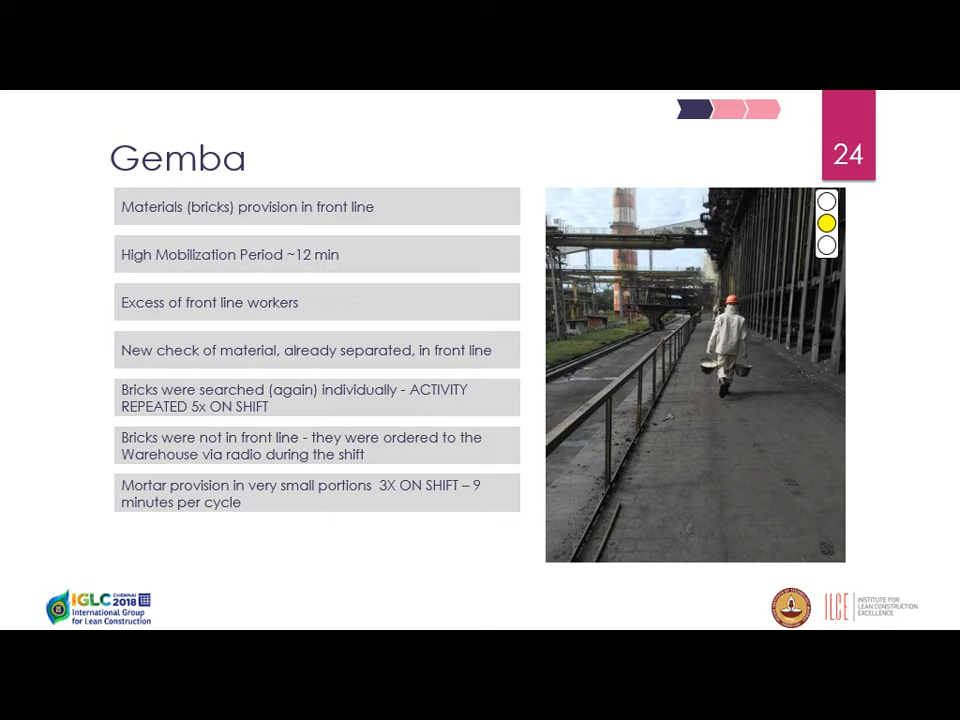 24
Gemba
Materials (bricks) provision in front line
High Mobilization Period ~12 min
Excess of front line workers
New check of material, already separated, in front line
Bricks were searched (again) individually - ACTIVITY
REPEATED 5x ON SHIFT
Bricks were not in front line - they were ordered to the
Warehouse via radio during the shift
Mortar provision in very small portions 3X ON SHIFT – 9
minutes per cycle
IGLC CHENNAI 2018
International Group
for Lean Construction
ILCE
INSTITUTE FOR
LEAN CONSTRUCTION
EXCELLENCE